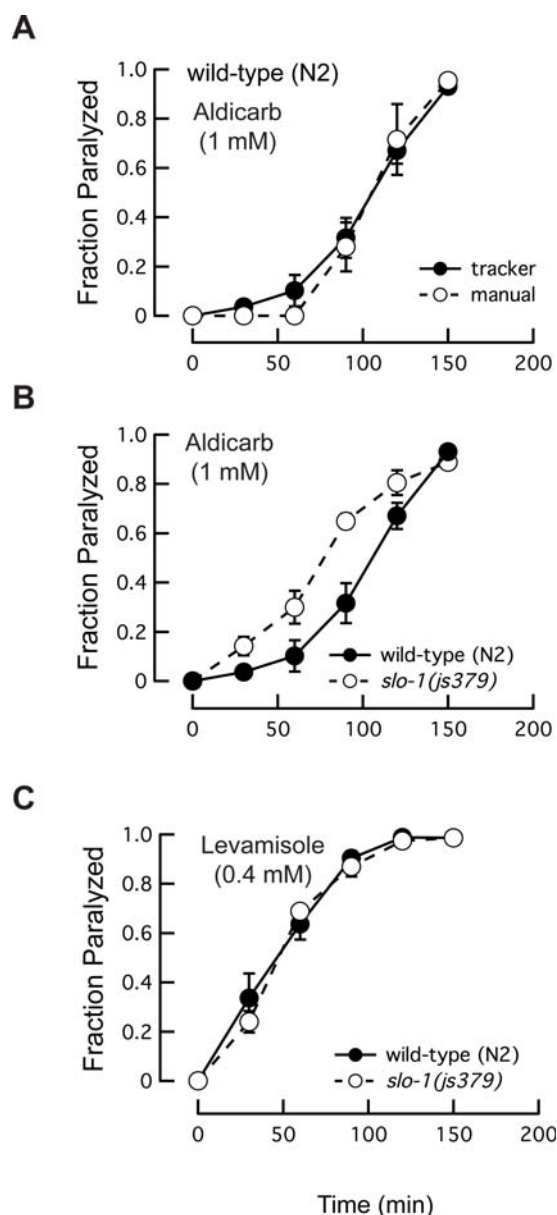 A
wild-type (N2)
Aldicarb
(1 mM)
Fraction Paralyzed
1.0
0.8
0.6
0.4
0.2
0
tracker
manual
0 50 100 150 200
B
Aldicarb
(1 mM)
Fraction Paralyzed
1.0
0.8
0.6
0.4
0.2
0
wild-type (N2)
slo-1(js379)
0 50 100 150 200
C
Levamisole
(0.4 mM)
Fraction Paralyzed
1.0
0.8
0.6
0.4
0.2
0
wild-type (N2)
slo-1(js379)
0 50 100 150 200
Time (min)